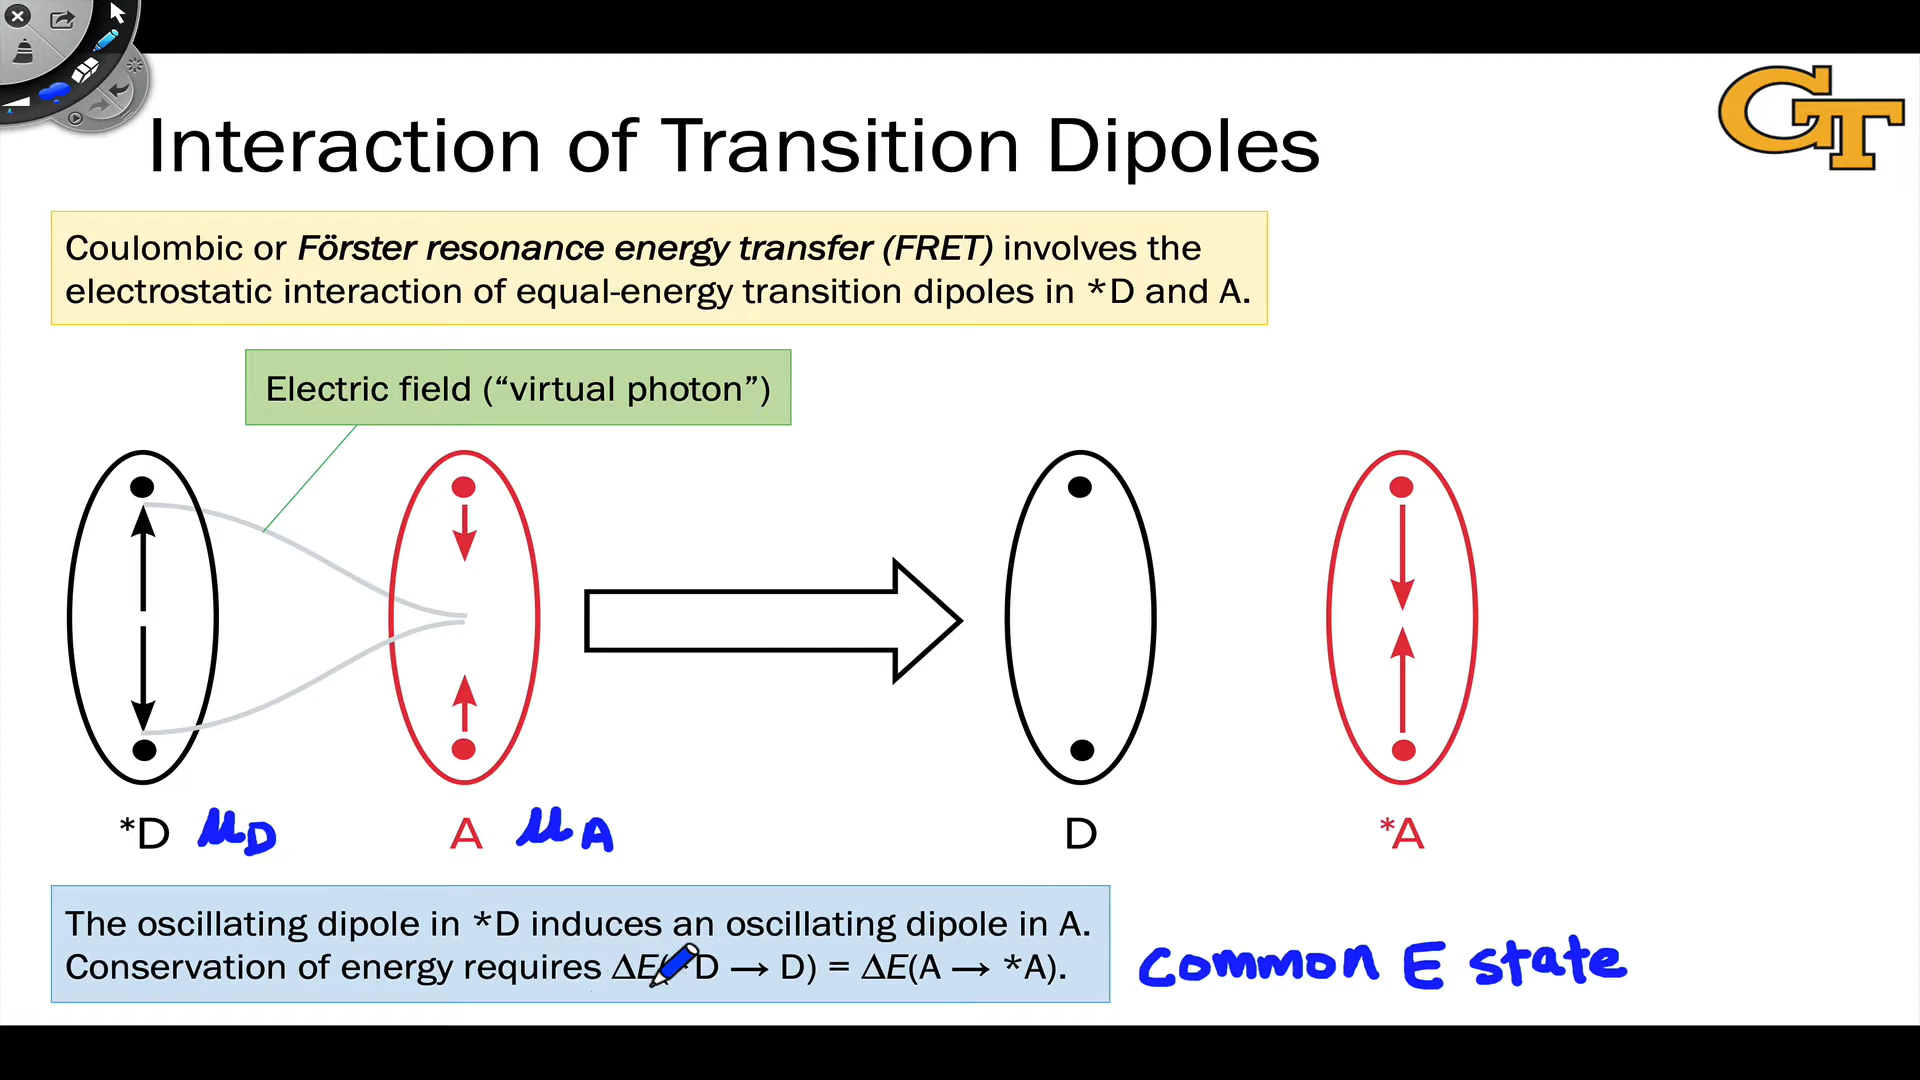 Interaction of Transition Dipoles
GT
Coulombic or Förster resonance energy transfer (FRET) involves the
electrostatic interaction of equal-energy transition dipoles in *D and A.
Electric field (“virtual photon”)
*D μD A μA D *A
The oscillating dipole in *D induces an oscillating dipole in A.
Conservation of energy requires ΔE(*D → D) = ΔE(A → *A).
common E state